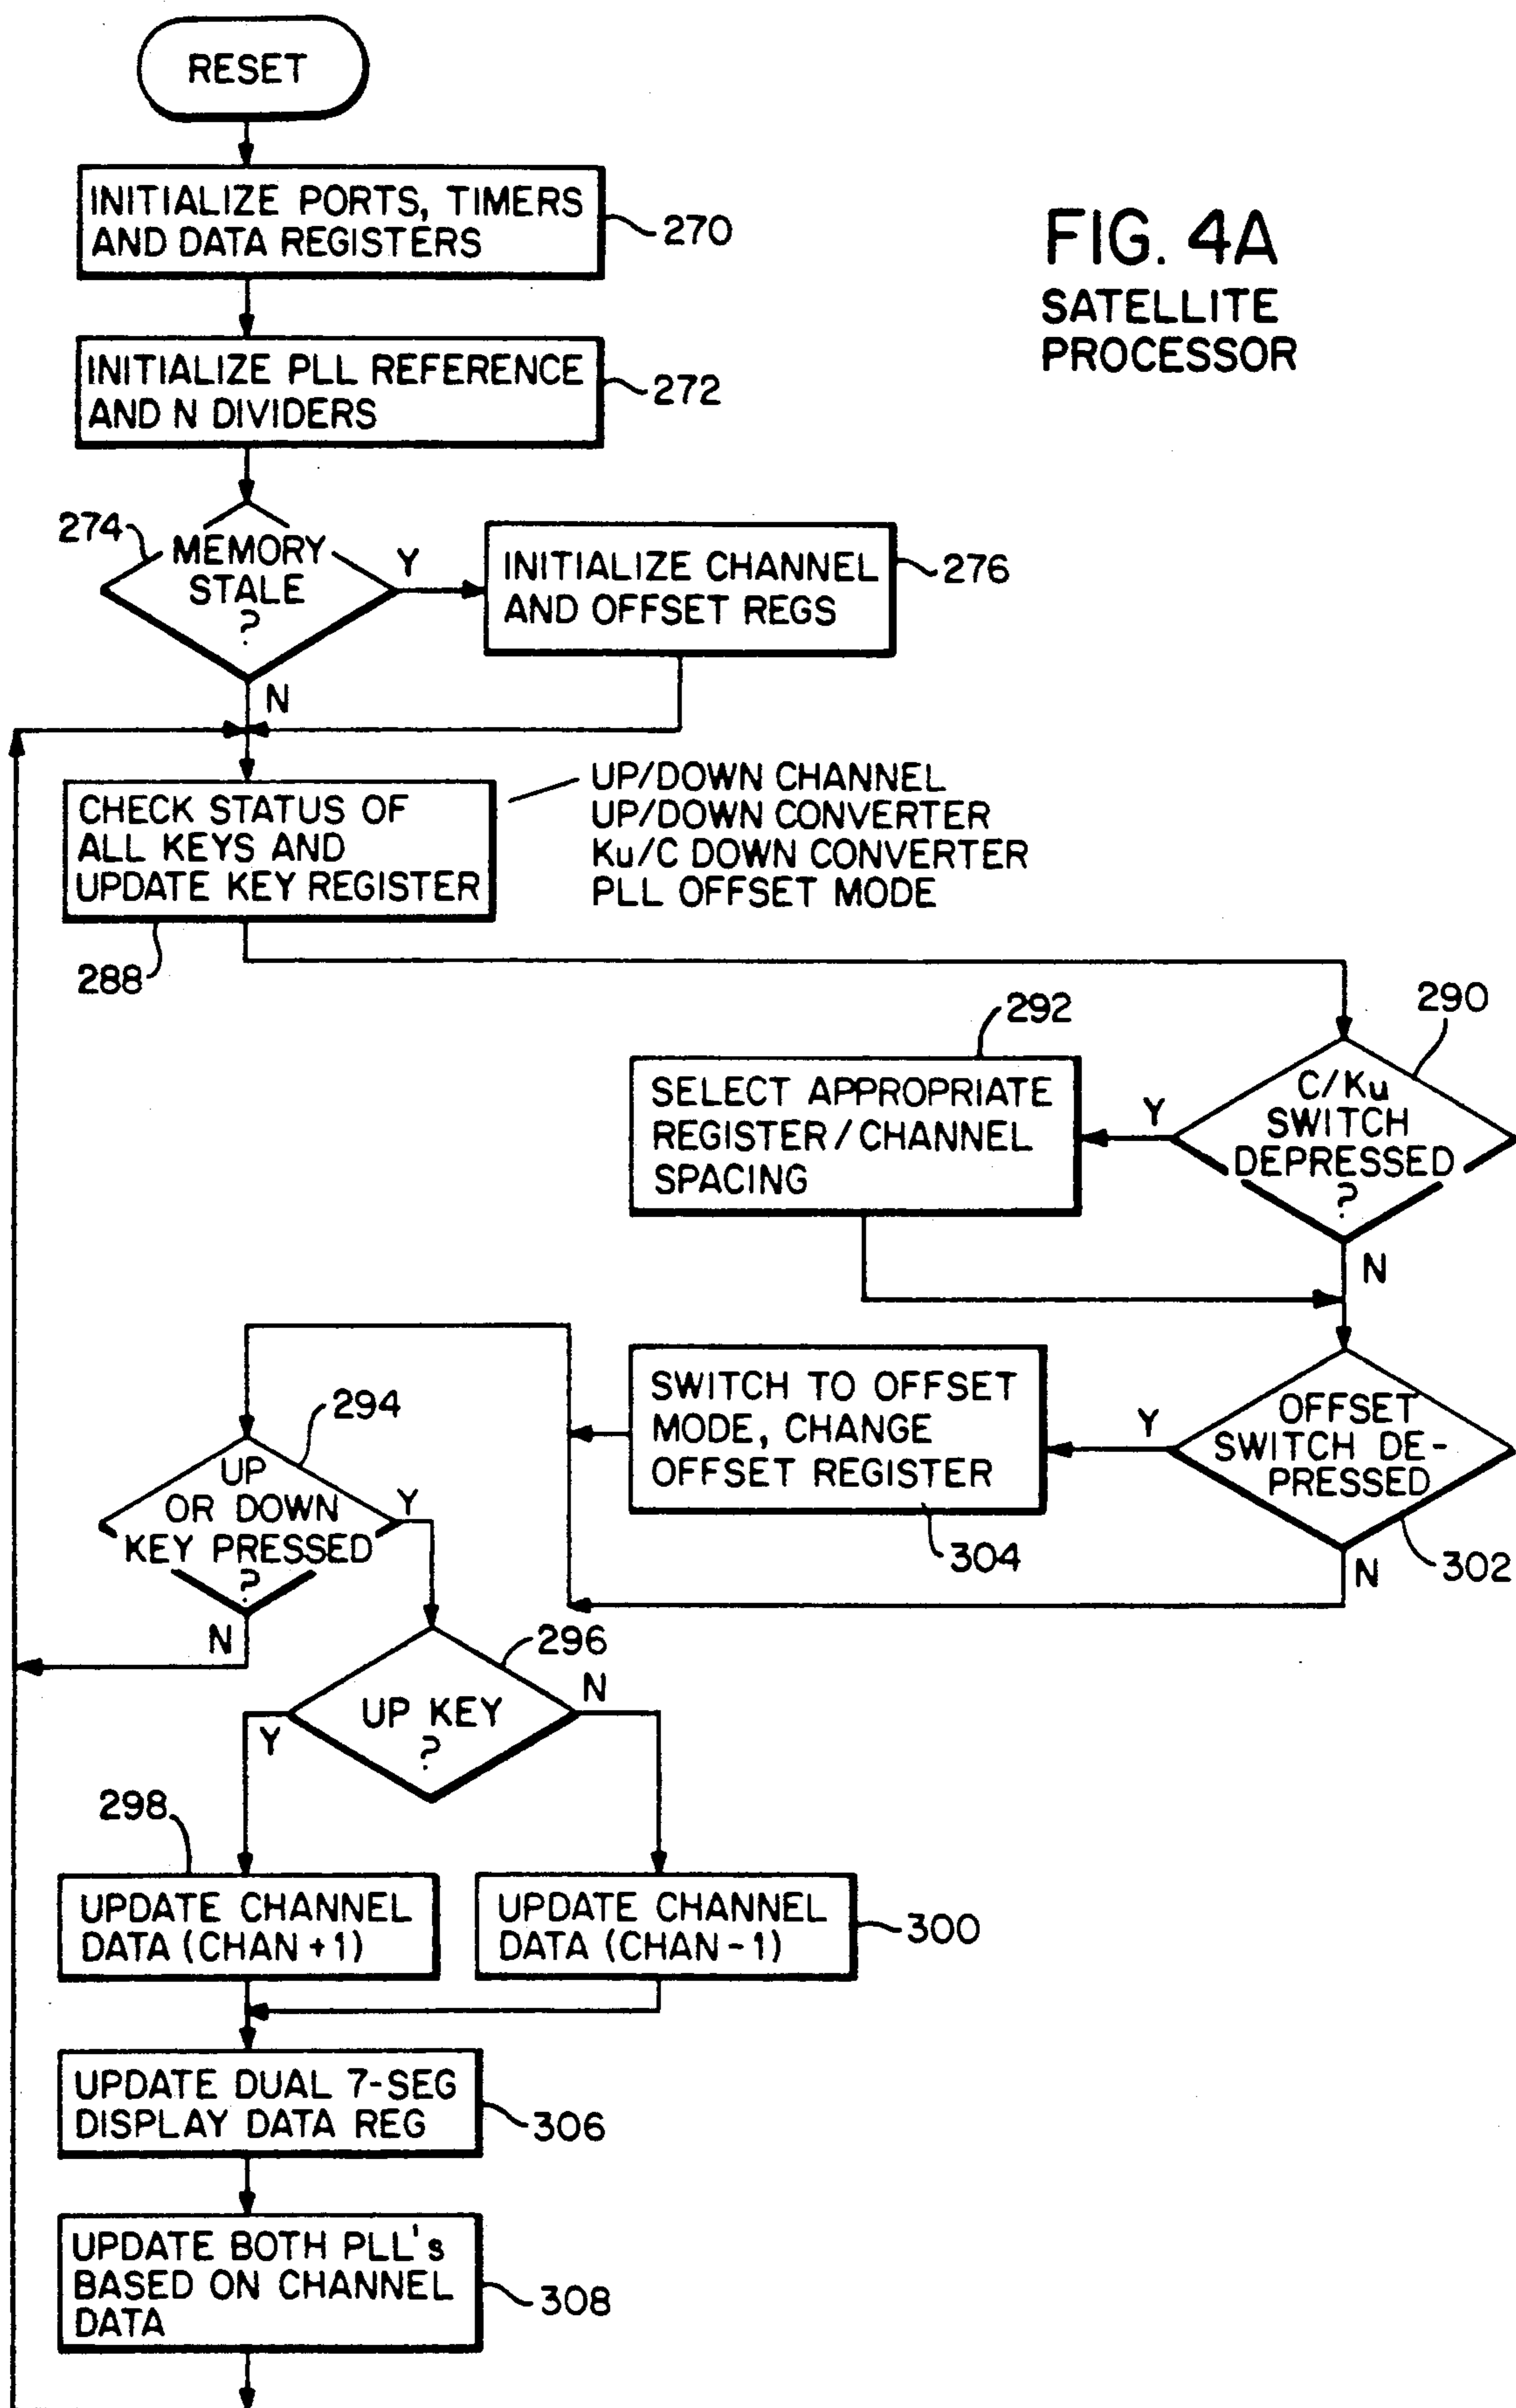 RESET
INITIALIZE PORTS, TIMERS
AND DATA REGISTERS
270
FIG. 4A
SATELLITE
PROCESSOR
INITIALIZE PLL REFERENCE
AND N DIVIDERS
272
274
MEMORY
STALE
?
Y
N
INITIALIZE CHANNEL
AND OFFSET REGS
276
CHECK STATUS OF
ALL KEYS AND
UPDATE KEY REGISTER
288
UP/DOWN CHANNEL
UP/DOWN CONVERTER
Ku/C DOWN CONVERTER
PLL OFFSET MODE
290
C/Ku
SWITCH
DEPRESSED
?
Y
N
292
SELECT APPROPRIATE
REGISTER/CHANNEL
SPACING
OFFSET
SWITCH DE-
PRESSED
302
Y
N
SWITCH TO OFFSET
MODE, CHANGE
OFFSET REGISTER
304
294
UP
OR DOWN
KEY PRESSED
?
Y
N
296
UP KEY
?
Y
N
298
UPDATE CHANNEL
DATA (CHAN+1)
UPDATE CHANNEL
DATA (CHAN-1)
300
UPDATE DUAL 7-SEG
DISPLAY DATA REG
306
UPDATE BOTH PLL's
BASED ON CHANNEL
DATA
308